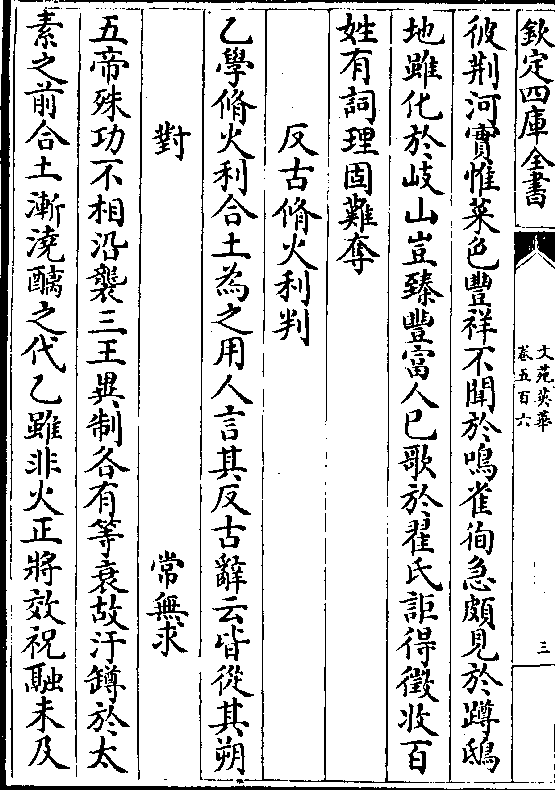 欽定四庫全書
文苑英華
卷五百六
三
彼荆河實惟菜色豐祥不聞於鳴雀徇急頗見於蹲鴟
地雖化於岐山豈臻豐富人已歌於翟氏詎得徵收百
姓有詞理固難奪
反古脩火利判
乙學脩火利合土為之用人言其反古辭云皆從其朔
對
常無求
五帝殊功不相沿襲三王異制各有等衰故汙罇於太
素之前合土漸澆醨之代乙雖非火正將效祝融未及